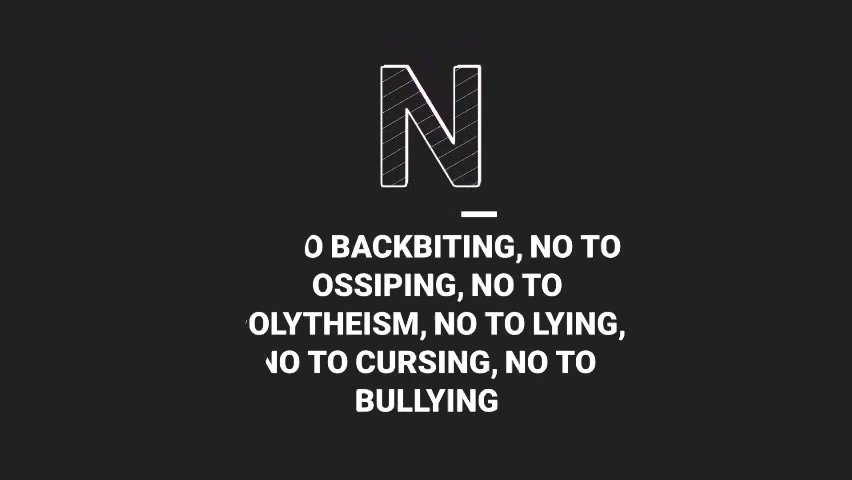 N
O BACKBITING, NO TO
OSSIPING, NO TO
OLYTHEISM, NO TO LYING,
NO TO CURSING, NO TO
BULLYING